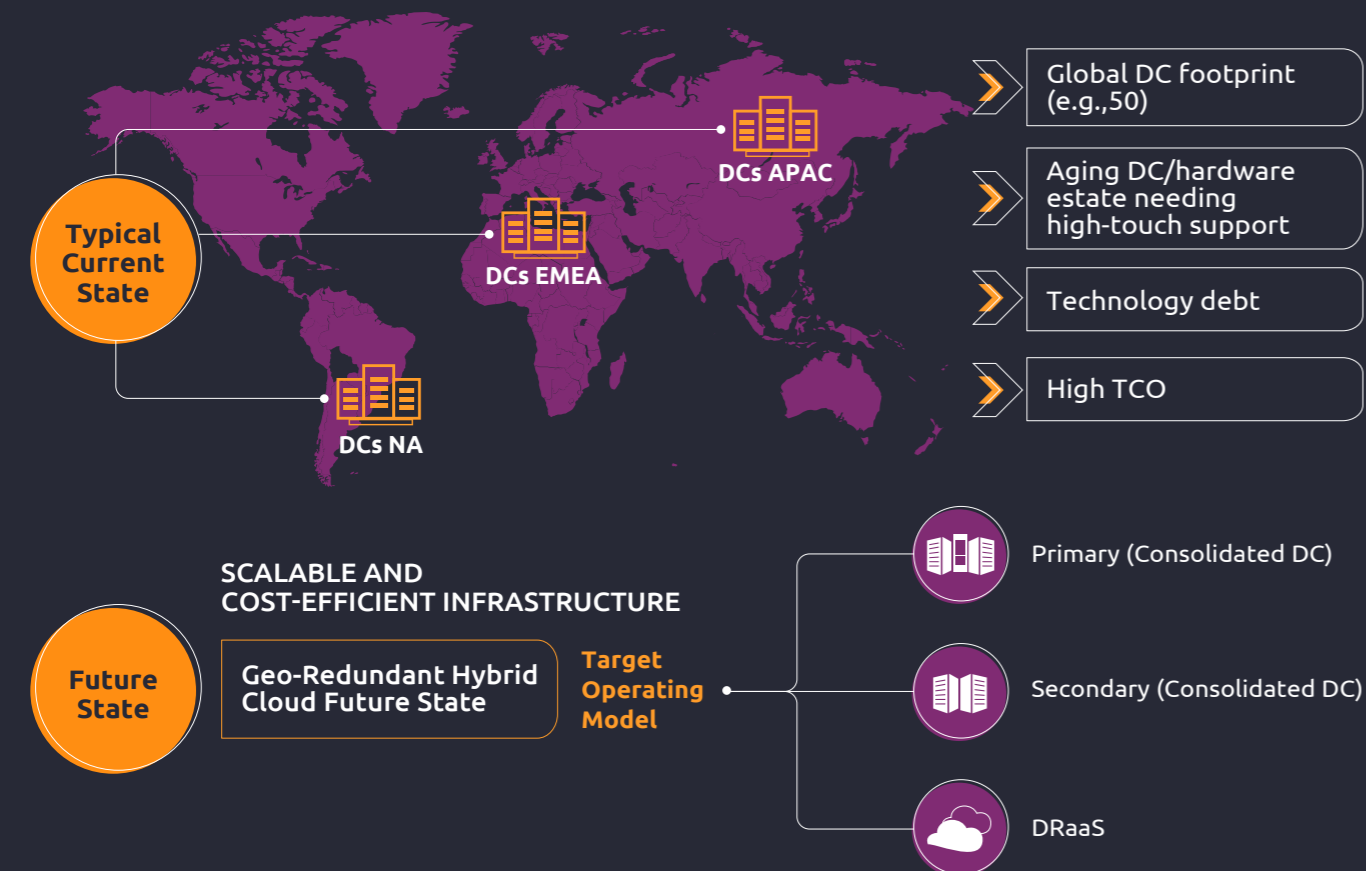 Typical
Current
State
DCs APAC
DCs EMEA
DCs NA
Global DC footprint
(e.g.,50)
Aging DC/hardware
estate needing
high-touch support
Technology debt
High TCO
Future
State
SCALABLE AND
COST-EFFICIENT INFRASTRUCTURE
Geo-Redundant Hybrid
Cloud Future State
Target
Operating
Model
Primary (Consolidated DC)
Secondary (Consolidated DC)
DRaaS